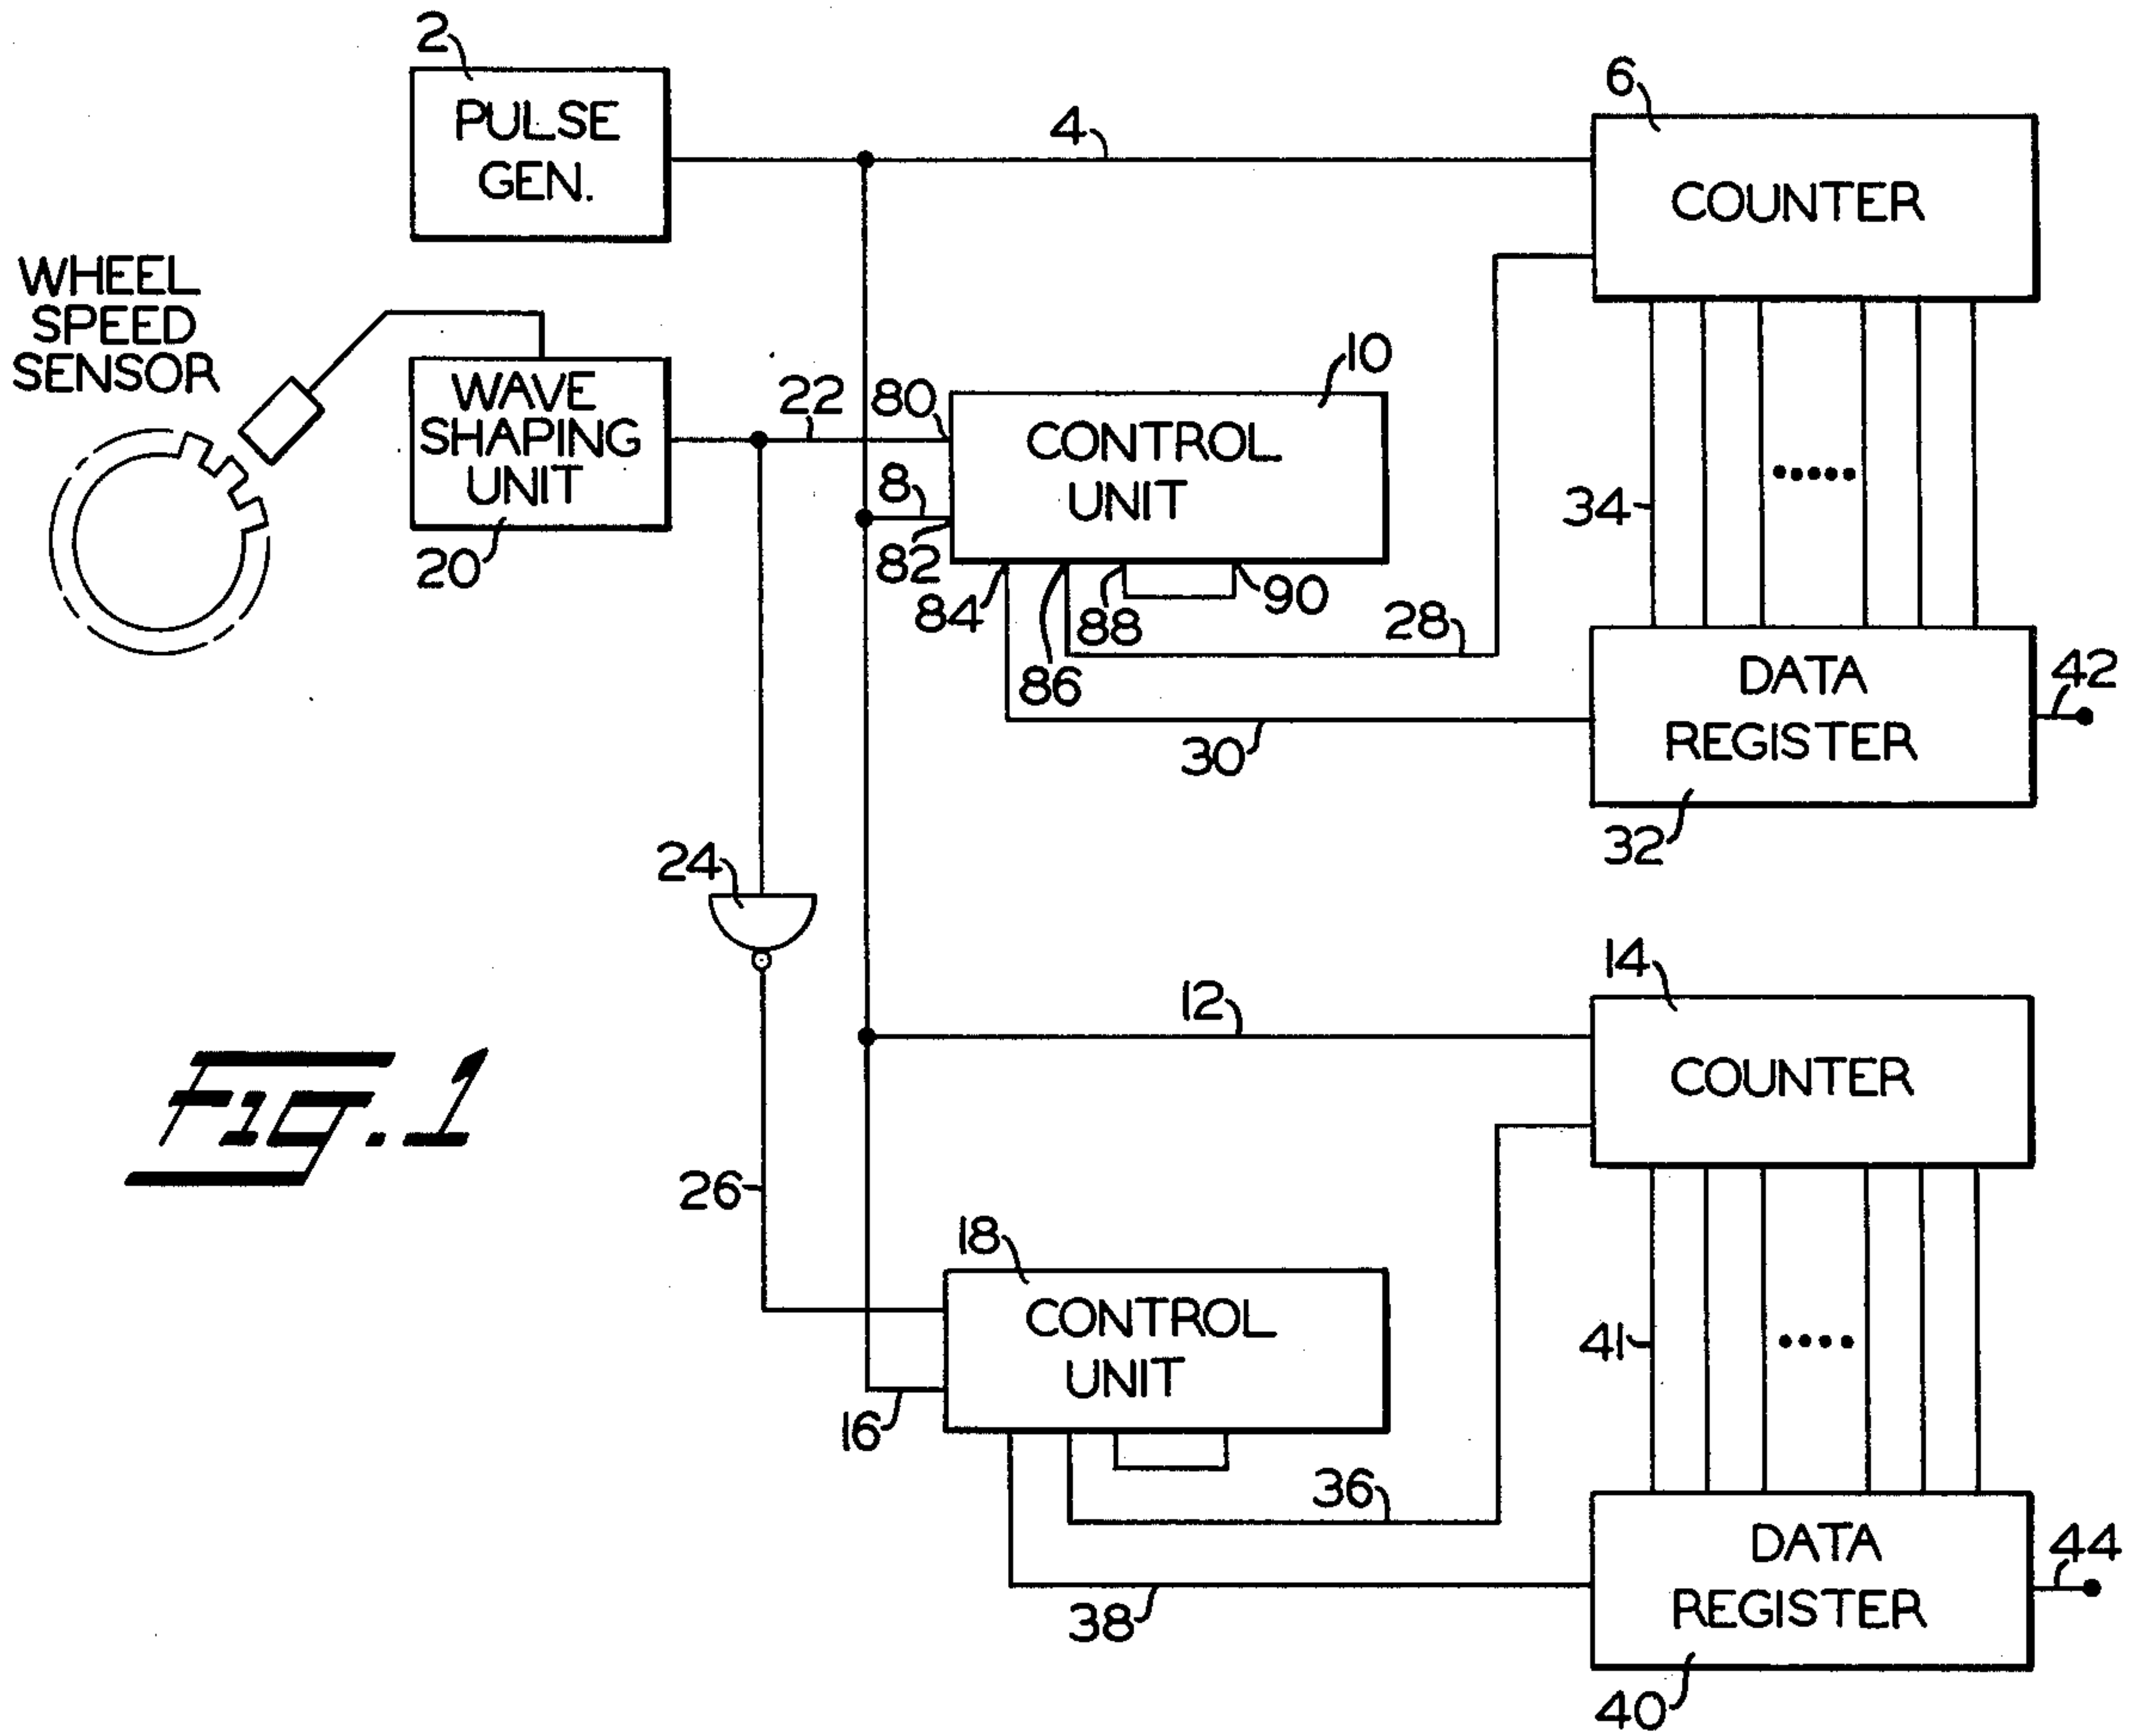 2
PULSE
GEN.
4
6
COUNTER
WHEEL
SPEED
SENSOR
WAVE
SHAPING
UNIT
20
22
80
8
82
10
CONTROL
UNIT
84
86
88
90
28
30
34
DATA
REGISTER
42
32
24
26
12
14
COUNTER
Fig. 1
18
CONTROL
UNIT
16
36
38
41
DATA
REGISTER
44
40